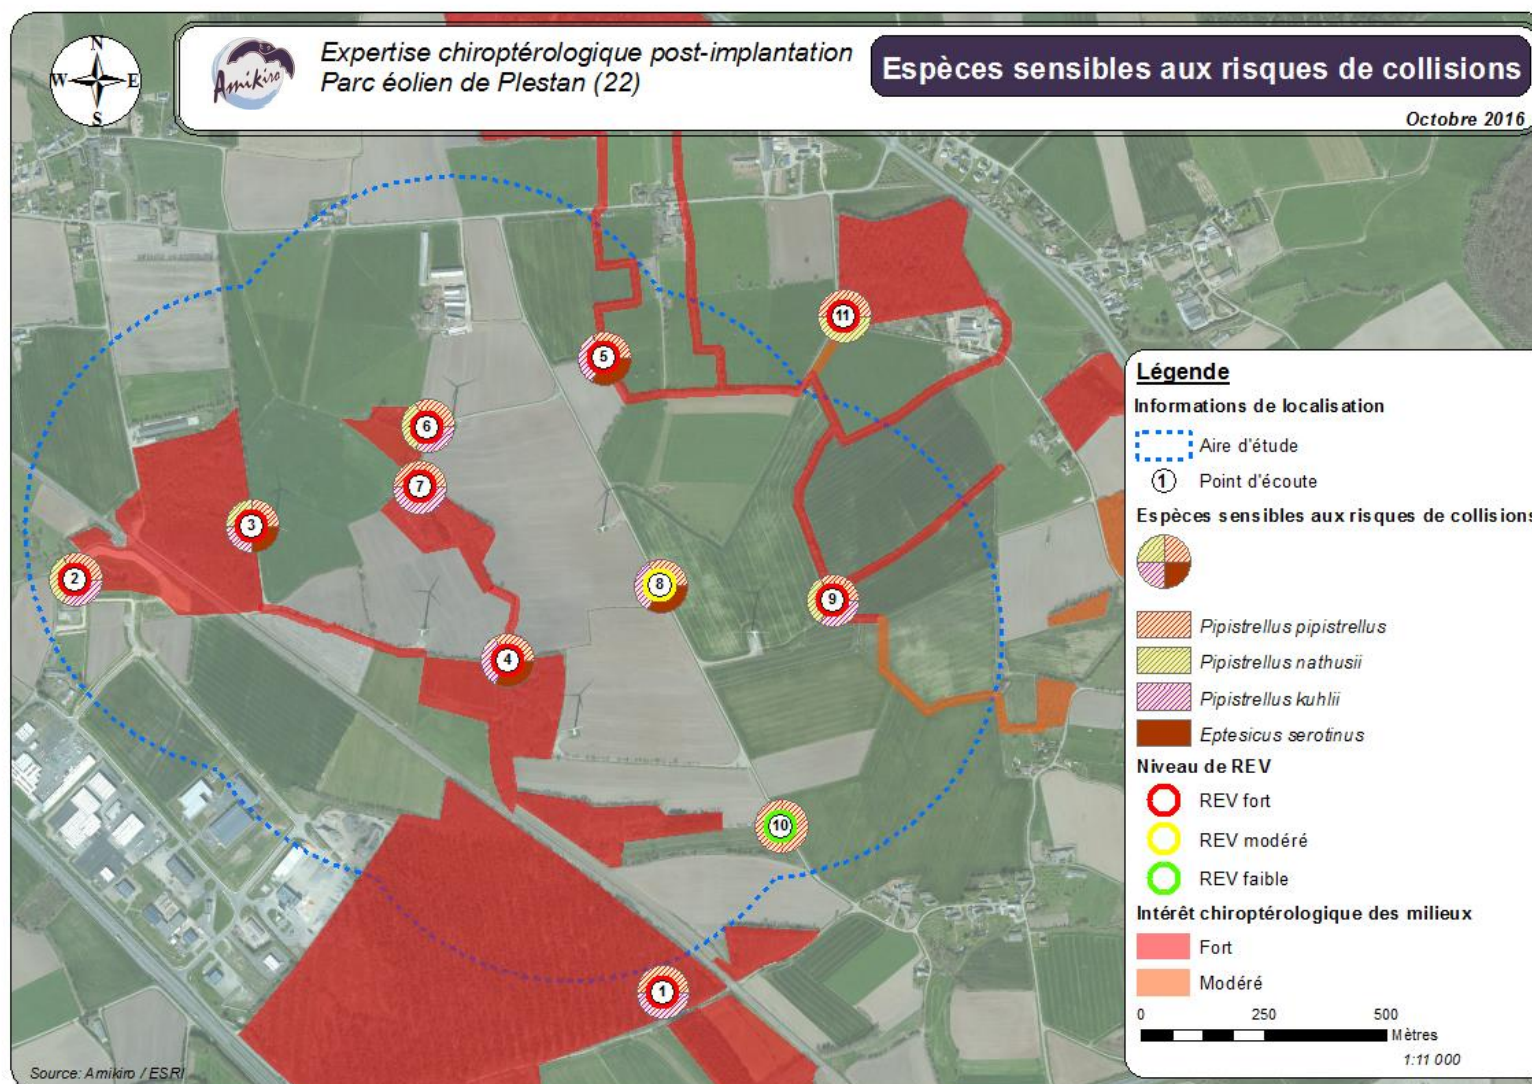 N
W E
S
Amikiro
Expertise chiroptérologique post-implantation
Parc éolien de Plestan (22)
Espèces sensibles aux risques de collisions
Octobre 2016
11
5
6
7
3
2
8
9
4
10
1
Légende
Informations de localisation
Aire d'étude
1 Point d'écoute
Espèces sensibles aux risques de collisions
Pipistrellus pipistrellus
Pipistrellus nathusii
Pipistrellus kuhlii
Eptesicus serotinus
Niveau de REV
REV fort
REV modéré
REV faible
Intérêt chiroptérologique des milieux
Fort
Modéré
0 250 500
Mètres
1:11 000
Source: Amikiro / ESRI